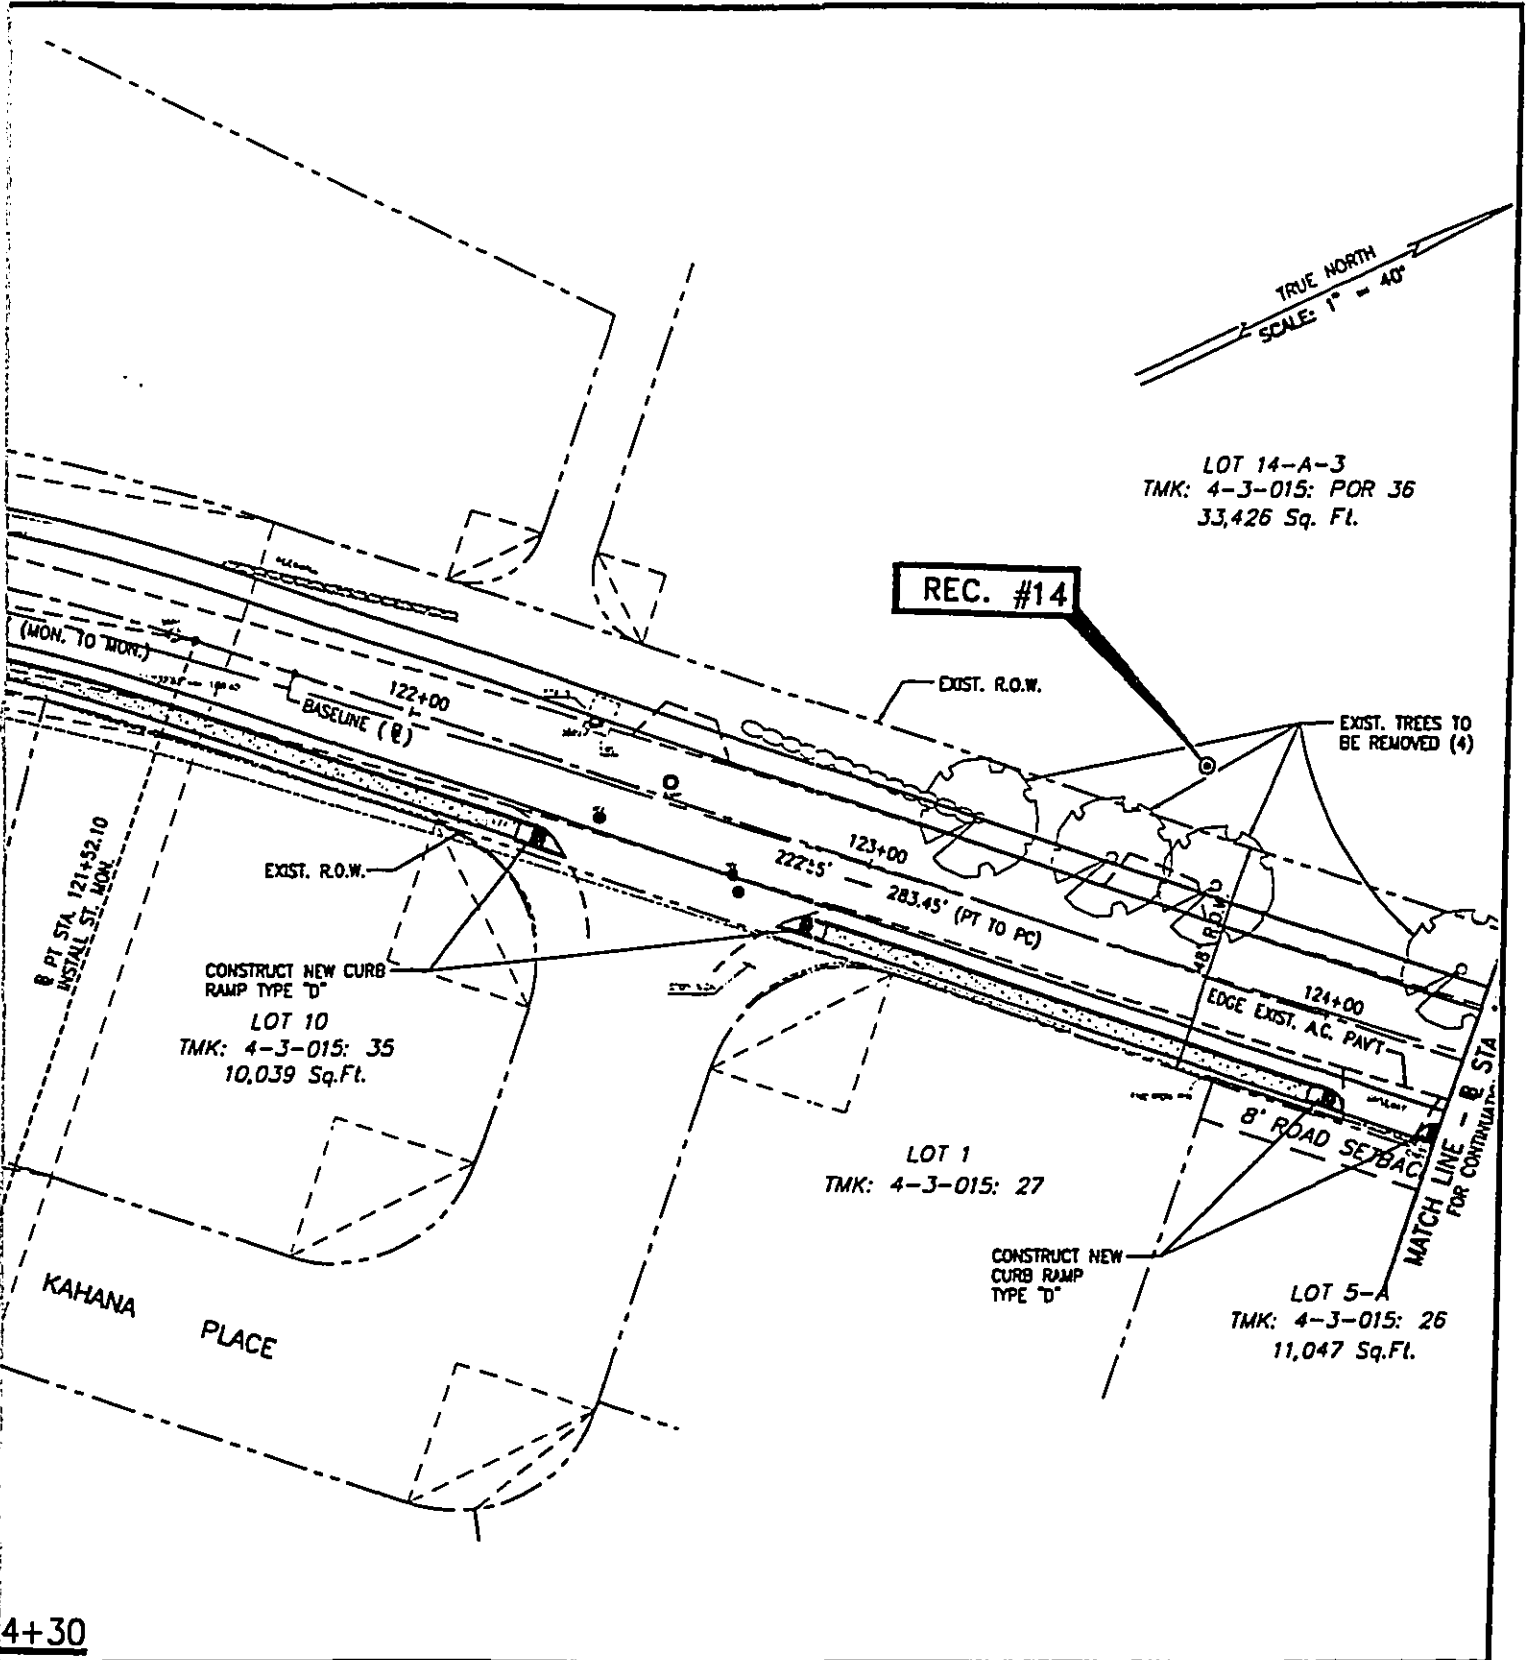 TRUE NORTH
SCALE: 1" = 40'
LOT 14-A-3
TMK: 4-3-015: POR 36
33,426 Sq. Ft.
REC. #14
EXIST. R.O.W.
EXIST. TREES TO
BE REMOVED (4)
(MON. TO MON.)
122+00
BASELINE (℄)
123+00
222°5'
283.45' (PT TO PC)
48' R.O.W.
124+00
EDGE EXIST. A.C. PAV'T
EXIST. R.O.W.
PT STA. 121+52.10
INSTALL ST. MON.
CONSTRUCT NEW CURB
RAMP TYPE "D"
LOT 10
TMK: 4-3-015: 35
10,039 Sq.Ft.
8' ROAD SETBAC
MATCH LINE - STA
FOR CONTINUAT
LOT 1
TMK: 4-3-015: 27
CONSTRUCT NEW
CURB RAMP
TYPE "D"
LOT 5-A
TMK: 4-3-015: 26
11,047 Sq.Ft.
KAHANA PLACE
4+30